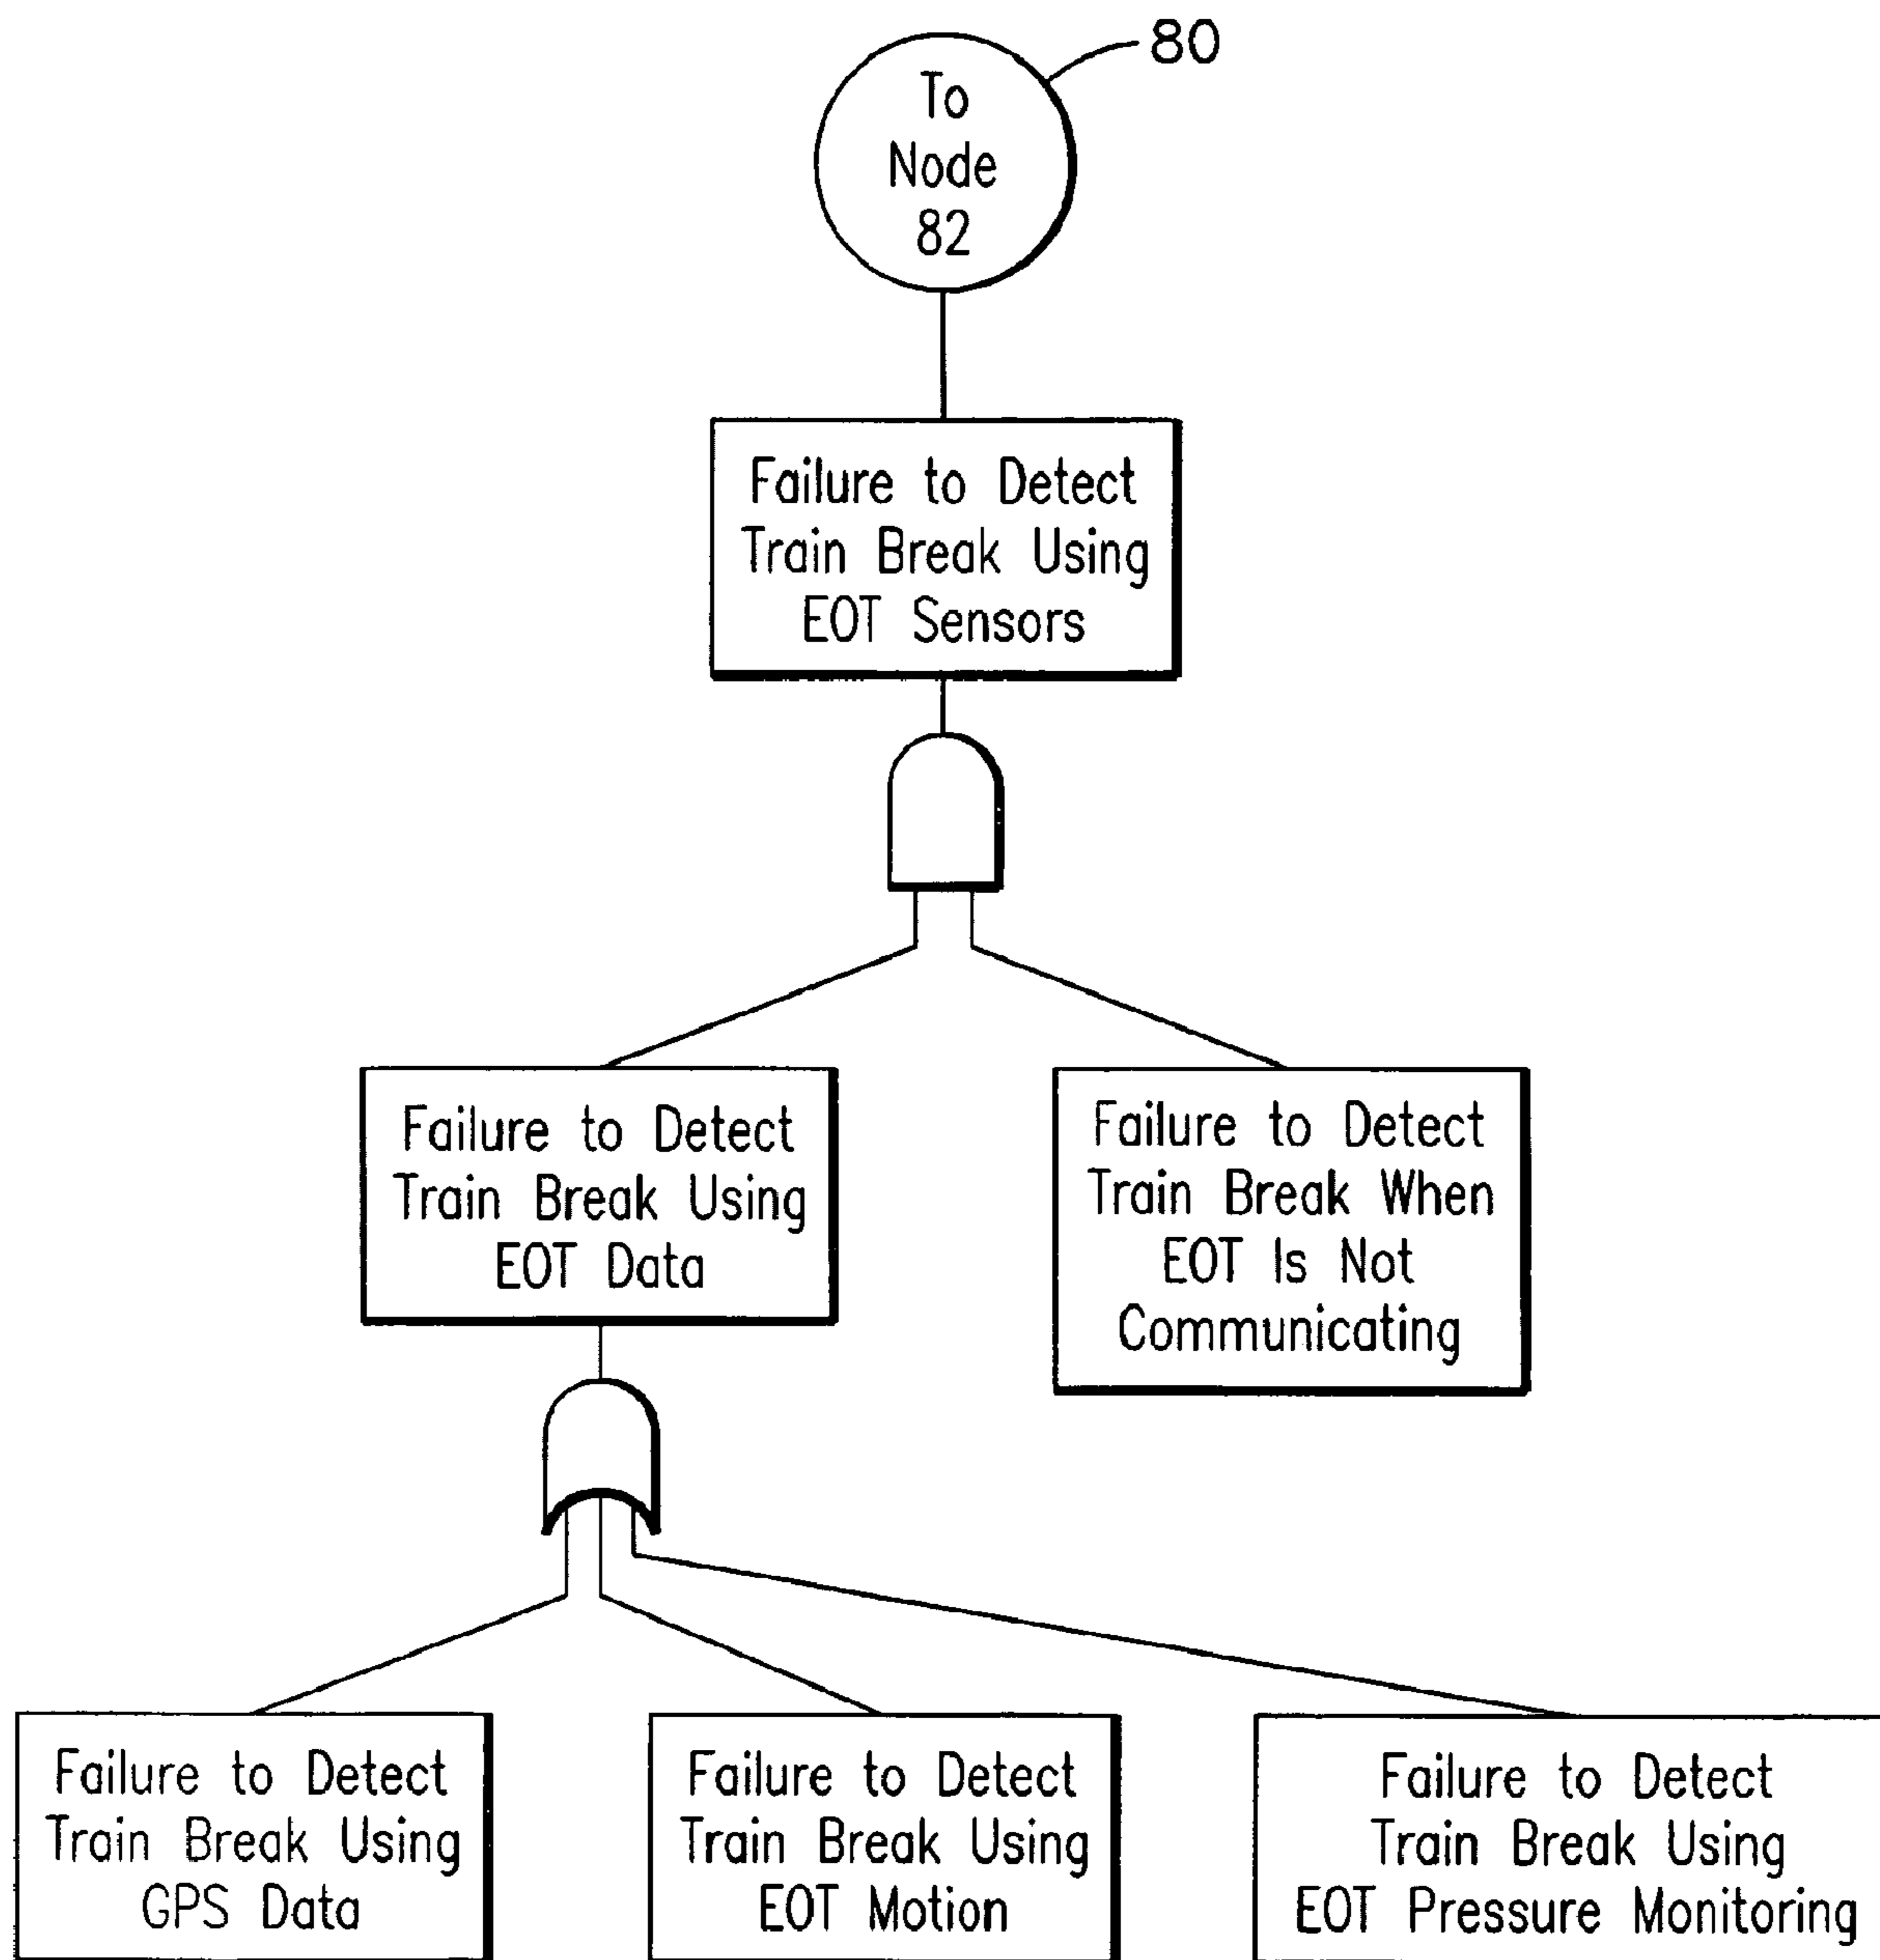 80
To
Node
82
Failure to Detect
Train Break Using
EOT Sensors
Failure to Detect
Train Break Using
EOT Data
Failure to Detect
Train Break When
EOT Is Not
Communicating
Failure to Detect
Train Break Using
GPS Data
Failure to Detect
Train Break Using
EOT Motion
Failure to Detect
Train Break Using
EOT Pressure Monitoring